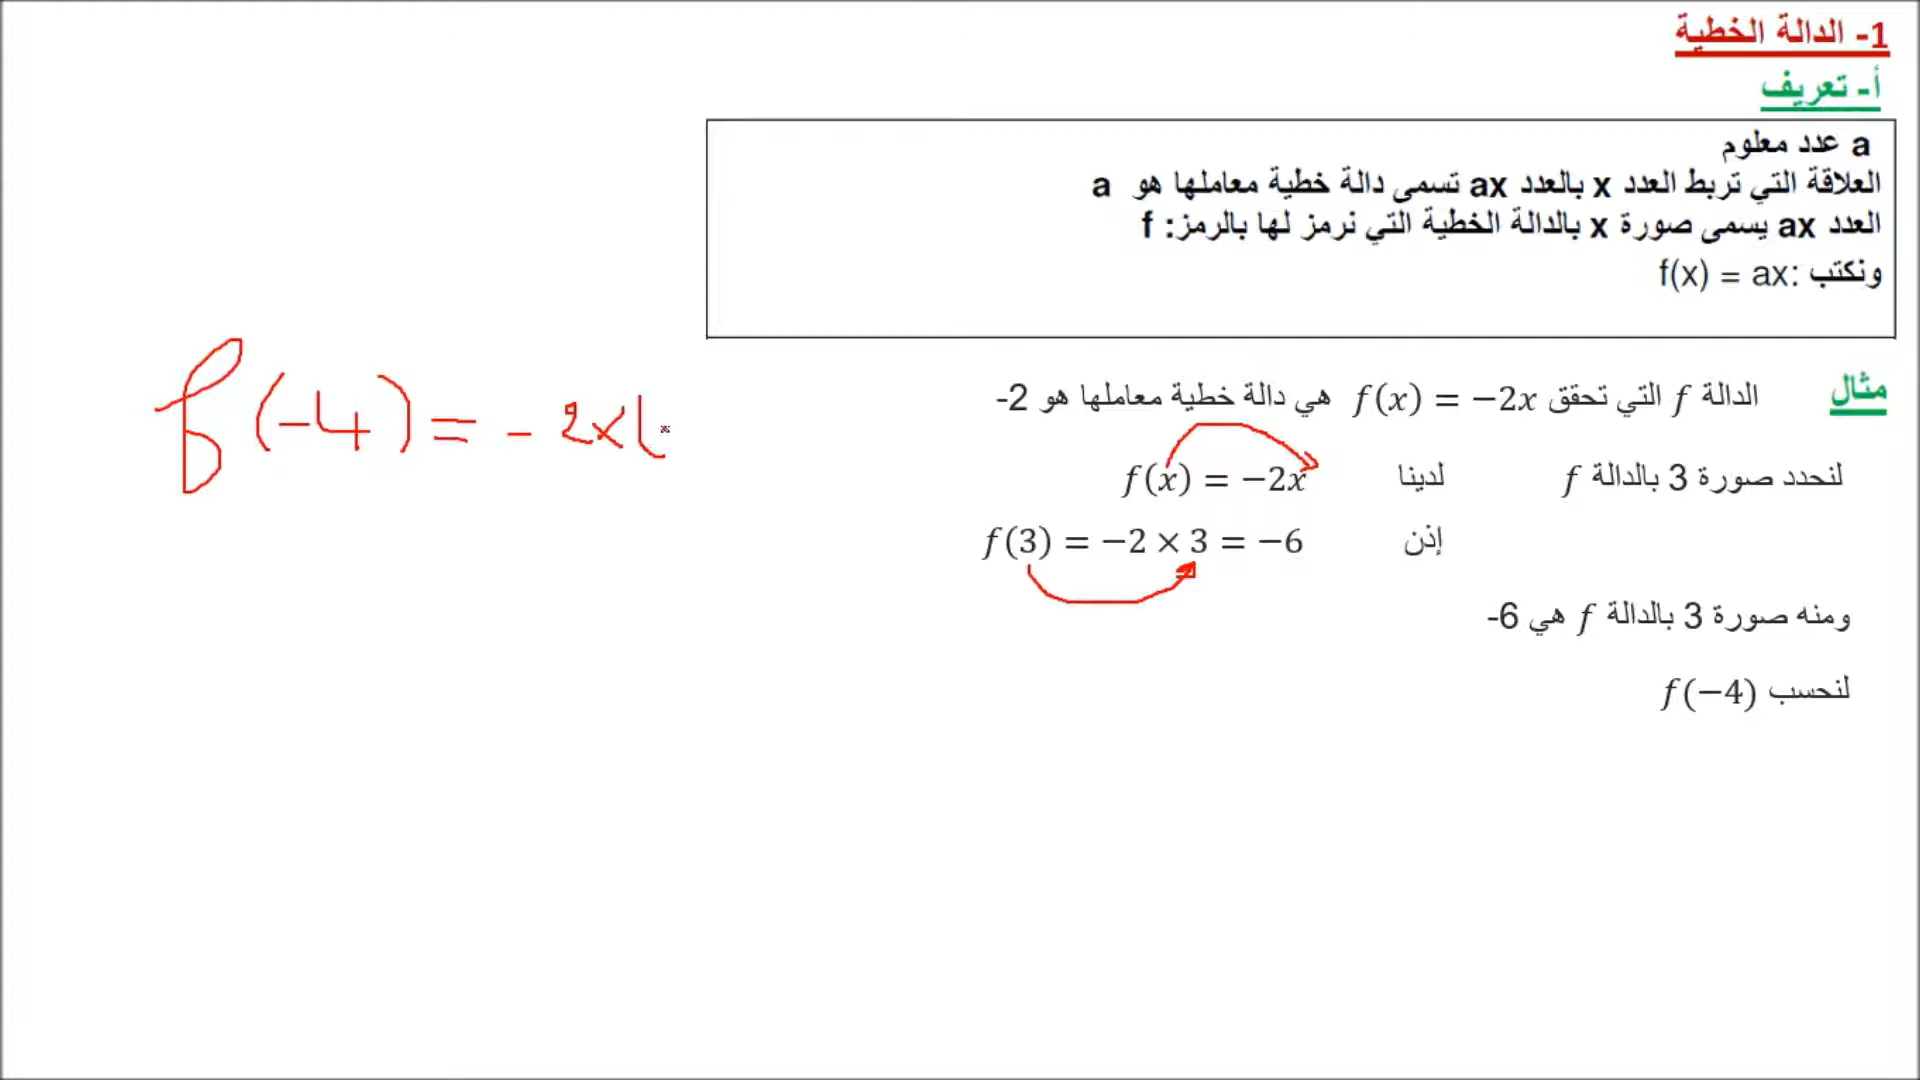 1- الدالة الخطية
أ- تعريف
a عدد معلوم
العلاقة التي تربط العدد x بالعدد ax تسمى دالة خطية معاملها هو a
العدد ax يسمى صورة x بالدالة الخطية التي نرمز لها بالرمز: f
ونكتب :f(x) = ax
مثال الدالة f التي تحقق f(x) = −2x هي دالة خطية معاملها هو -2
لنحدد صورة 3 بالدالة f لدينا f(x) = −2x
إذن f(3) = −2 × 3 = −6
ومنه صورة 3 بالدالة f هي -6
لنحسب f(−4)
f(-4) = - 2×(